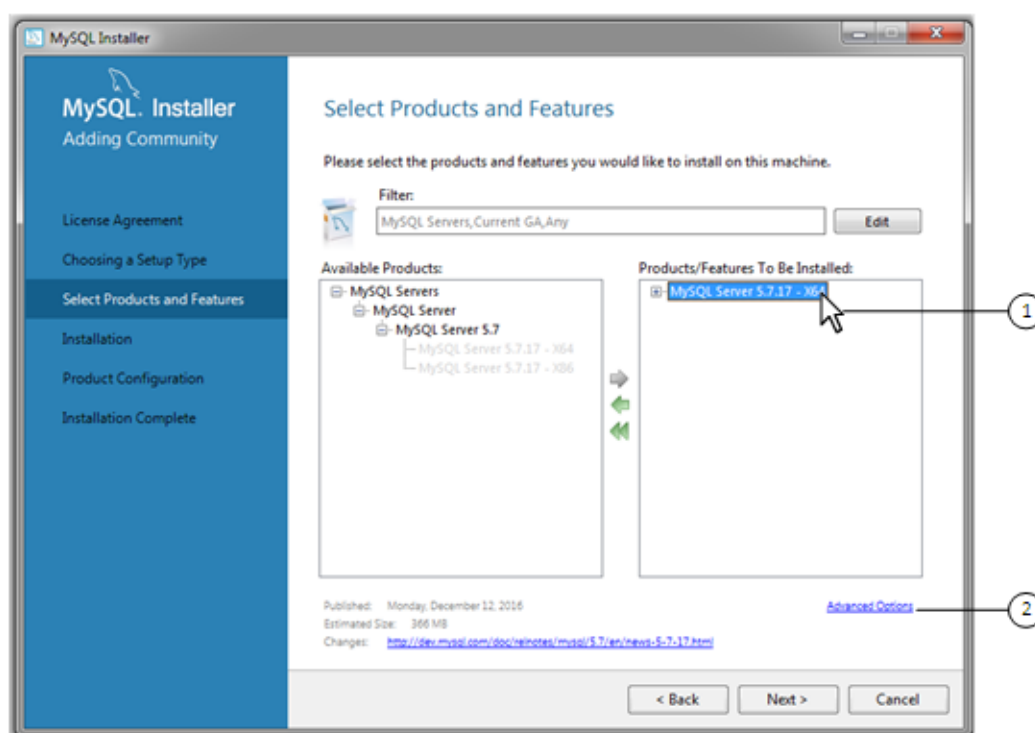 MySQL Installer
MySQL. Installer
Adding Community
License Agreement
Choosing a Setup Type
Select Products and Features
Installation
Product Configuration
Installation Complete
Select Products and Features
Please select the products and features you would like to install on this machine.
Filter:
MySQL Servers,Current GA,Any
Edit
Available Products:
MySQL Servers
MySQL Server
MySQL Server 5.7
MySQL Server 5.7.17 - X64
MySQL Server 5.7.17 - X86
Products/Features To Be Installed:
MySQL Server 5.7.17 - X64
1
Published: Monday, December 12, 2016
Estimated Size: 366 MB
Changes: http://dev.mysql.com/doc/relnotes/mysql/5.7/en/news-5-7-17.html
Advanced Options
2
< Back
Next >
Cancel